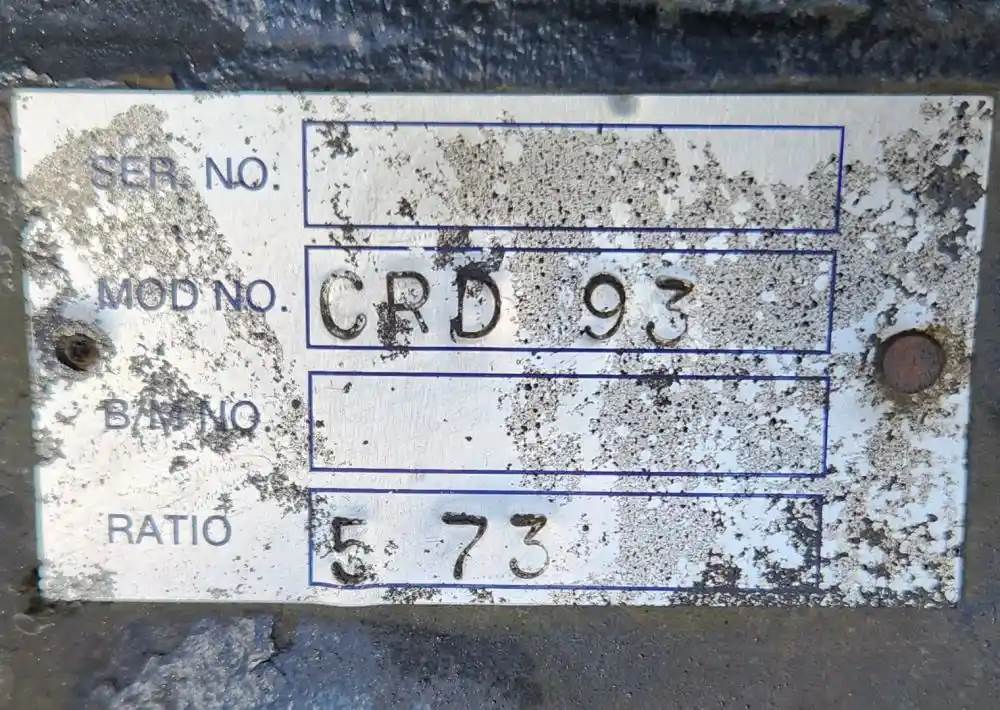 SER. NO.
MOD NO. CRD 93
B/M NO.
RATIO 5 73